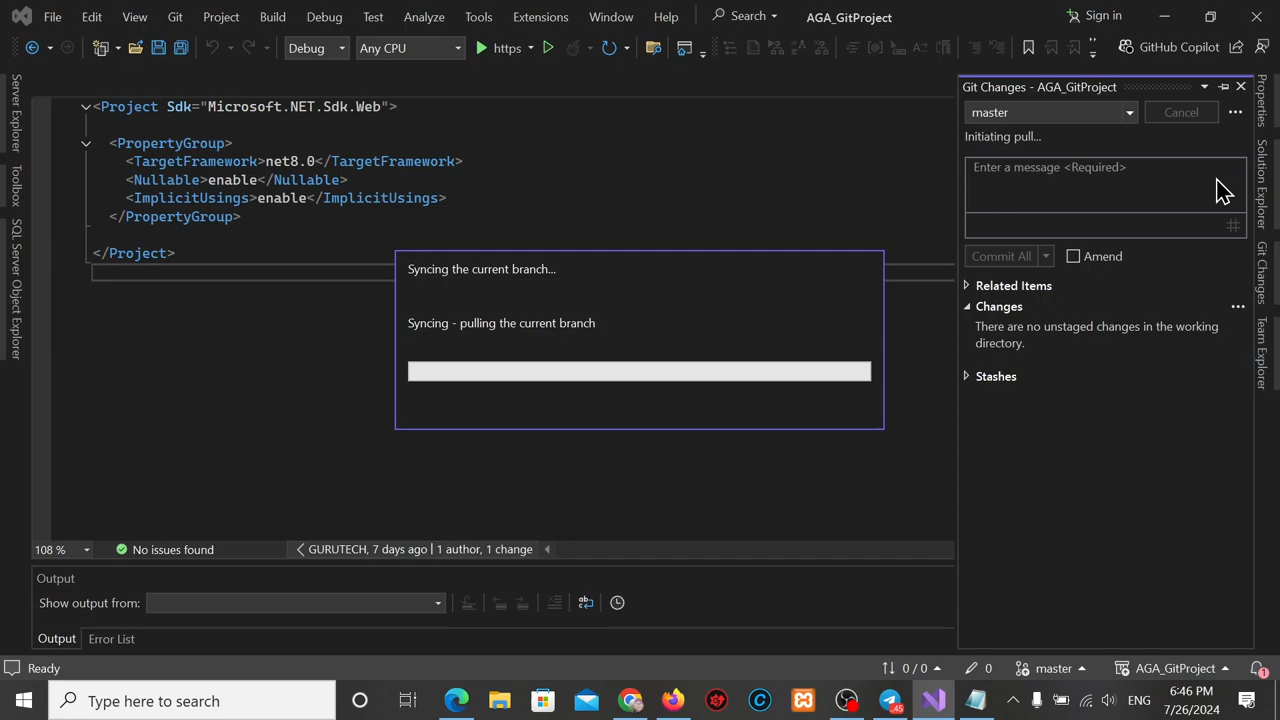 File Edit View Git Project Build Debug Test Analyze Tools Extensions Window Help Search AGA_GitProject Sign in
Debug Any CPU https GitHub Copilot
Server Explorer
Toolbox
SQL Server Object Explorer
<Project Sdk="Microsoft.NET.Sdk.Web">
<PropertyGroup>
<TargetFramework>net8.0</TargetFramework>
<Nullable>enable</Nullable>
<ImplicitUsings>enable</ImplicitUsings>
</PropertyGroup>
</Project>
Syncing the current branch...
Syncing - pulling the current branch
Git Changes - AGA_GitProject
master Cancel
Initiating pull...
Enter a message <Required>
Commit All Amend
Related Items
Changes
There are no unstaged changes in the working
directory.
Stashes
Properties
Solution Explorer
Git Changes
Team Explorer
108 % No issues found GURUTECH, 7 days ago | 1 author, 1 change
Output
Show output from:
Output Error List
Ready 0 / 0 0 master AGA_GitProject 1
Type here to search 45 ENG 6:46 PM
7/26/2024